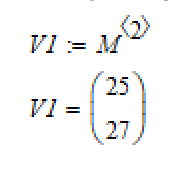 V1 := M^⟨2⟩
V1 = (25
27)